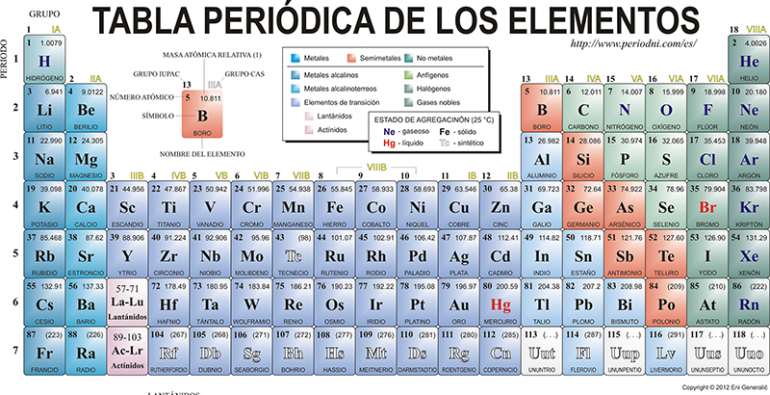 TABLA PERIÓDICA DE LOS ELEMENTOS
http://www.periodni.com/es/
GRUPO
PERIODO
1 IA
18 VIIIA
1
1 1.0079
H
HIDRÓGENO
2 4.0026
He
HELIO
MASA ATÓMICA RELATIVA (1)
GRUPO IUPAC
GRUPO CAS
13 IIIA
NÚMERO ATÓMICO
5 10.811
SÍMBOLO
B
BORO
NOMBRE DEL ELEMENTO
Metales
Semimetales
No metales
Metales alcalinos
Metales alcalinoterreos
Elementos de transición
Lantánidos
Actínidos
Anfígenos
Halógenos
Gases nobles
ESTADO DE AGREGACINÓN (25 °C)
Ne - gaseoso Fe - sólido
Hg - líquido Tc - sintético
2 IIA
13 IIIA 14 IVA 15 VA 16 VIA 17 VIIA
2
3 6.941 4 9.0122 5 10.811 6 12.011 7 14.007 8 15.999 9 18.998 10 20.180
Li Be B C N O F Ne
LITIO BERILIO BORO CARBONO NITRÓGENO OXÍGENO FLÚOR NEÓN
3
11 22.990 12 24.305 13 26.982 14 28.086 15 30.974 16 32.065 17 35.453 18 39.948
Na Mg Al Si P S Cl Ar
SODIO MAGNESIO ALUMINIO SILICIO FÓSFORO AZUFRE CLORO ARGÓN
3 IIIB 4 IVB 5 VB 6 VIB 7 VIIB 8 9 VIIIB 10 11 IB 12 IIB
4
19 39.098 20 40.078 21 44.956 22 47.867 23 50.942 24 51.996 25 54.938 26 55.845 27 58.933 28 58.693 29 63.546 30 65.38 31 69.723 32 72.64 33 74.922 34 78.96 35 79.904 36 83.798
K Ca Sc Ti V Cr Mn Fe Co Ni Cu Zn Ga Ge As Se Br Kr
POTASIO CALCIO ESCANDIO TITANIO VANADIO CROMO MANGANESO HIERRO COBALTO NIQUEL COBRE CINC GALIO GERMANIO ARSÉNICO SELENIO BROMO KRIPTÓN
5
37 85.468 38 87.62 39 88.906 40 91.224 41 92.906 42 95.96 43 (98) 44 101.07 45 102.91 46 106.42 47 107.87 48 112.41 49 114.82 50 118.71 51 121.76 52 127.60 53 126.90 54 131.29
Rb Sr Y Zr Nb Mo Tc Ru Rh Pd Ag Cd In Sn Sb Te I Xe
RUBIDIO ESTRONCIO YTRIO CIRCONIO NIOBIO MOLIBDENO TECNECIO RUTENIO RODIO PALADIO PLATA CADMIO INDIO ESTAÑO ANTIMONIO TELURO YODO XENÓN
6
55 132.91 56 137.33 57-71 72 178.49 73 180.95 74 183.84 75 186.21 76 190.23 77 192.22 78 195.08 79 196.97 80 200.59 81 204.38 82 207.2 83 208.98 84 (209) 85 (210) 86 (222)
Cs Ba La-Lu Hf Ta W Re Os Ir Pt Au Hg Tl Pb Bi Po At Rn
CESIO BARIO Lantánidos HAFNIO TÁNTALO WOLFRAMIO RENIO OSMIO IRIDIO PLATINO ORO MERCURIO TALIO PLOMO BISMUTO POLONIO ASTATO RADÓN
7
87 (223) 88 (226) 89-103 104 (267) 105 (268) 106 (271) 107 (272) 108 (277) 109 (276) 110 (281) 111 (280) 112 (285) 113 (...) 114 (287) 115 (...) 116 (291) 117 (...) 118 (...)
Fr Ra Ac-Lr Rf Db Sg Bh Hs Mt Ds Rg Cn Uut Fl Uup Lv Uus Uuo
FRANCIO RADIO Actínidos RUTHERFORDIO DUBNIO SEABORGIO BOHRIO HASSIO MEITNERIO DARMSTADTIO ROENTGENIO COPERNICIO UNUNTRIO FLEROVIO UNUNPENTIO LIVERMORIO UNUNSEPTIO UNUNOCTIO
Copyright © 2012 Eni Generalić
LANTÁNIDOS